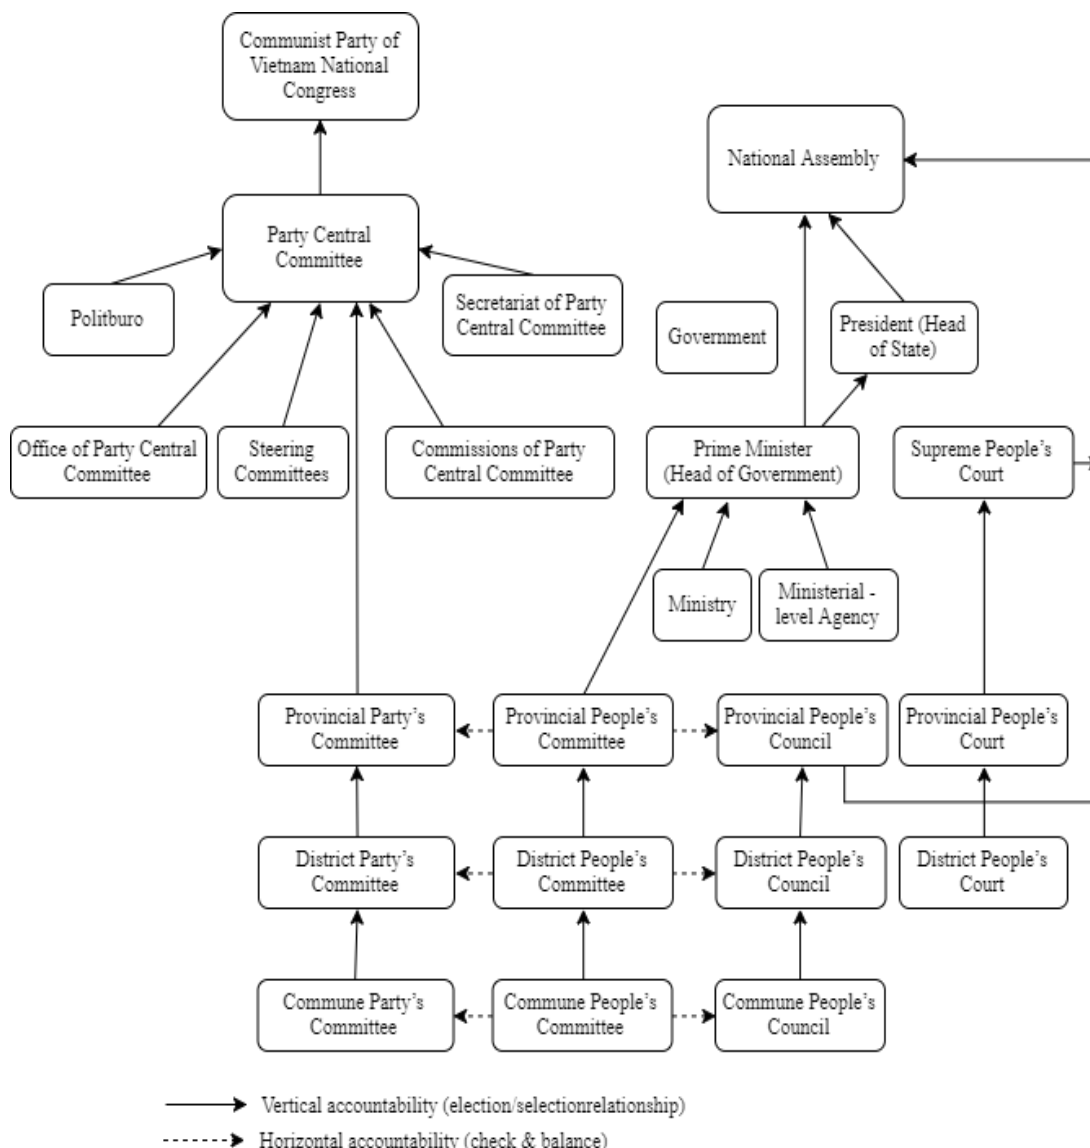 Communist Party of
Vietnam National
Congress
National Assembly
Party Central
Committee
Politburo
Secretariat of Party
Central Committee
Government
President (Head
of State)
Office of Party Central
Committee
Steering
Committees
Commissions of Party
Central Committee
Prime Minister
(Head of Government)
Supreme People's
Court
Ministry
Ministerial -
level Agency
Provincial Party's
Committee
Provincial People's
Committee
Provincial People's
Council
Provincial People's
Court
District Party's
Committee
District People's
Committee
District People's
Council
District People's
Court
Commune Party's
Committee
Commune People's
Committee
Commune People's
Council
Vertical accountability (election/selectionrelationship)
Horizontal accountability (check & balance)